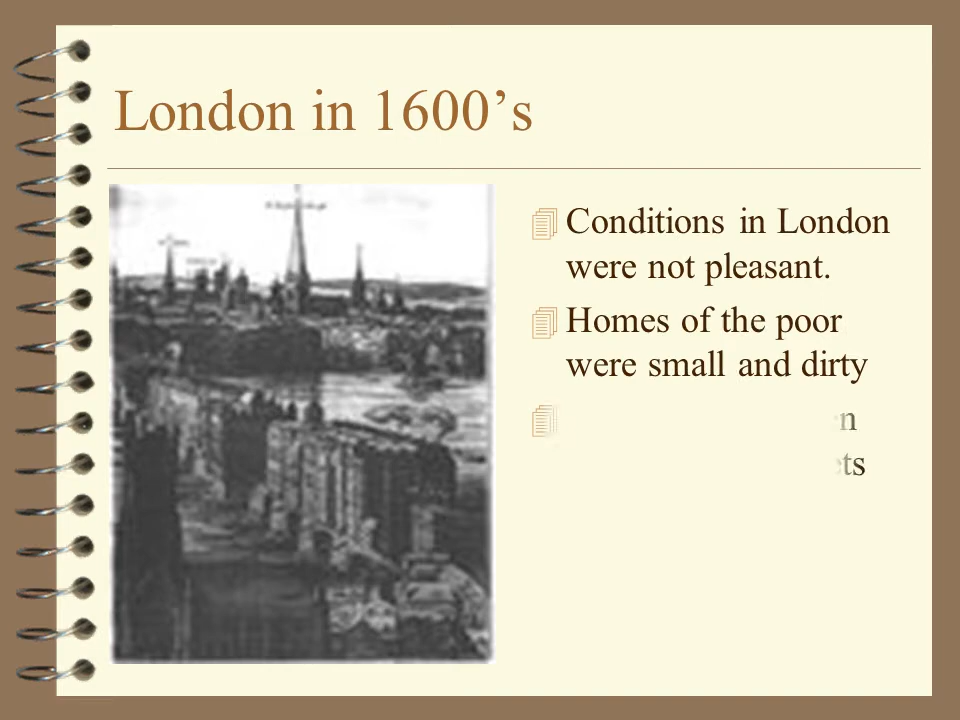 London in 1600’s
Conditions in London
were not pleasant.
Homes of the poor
were small and dirty